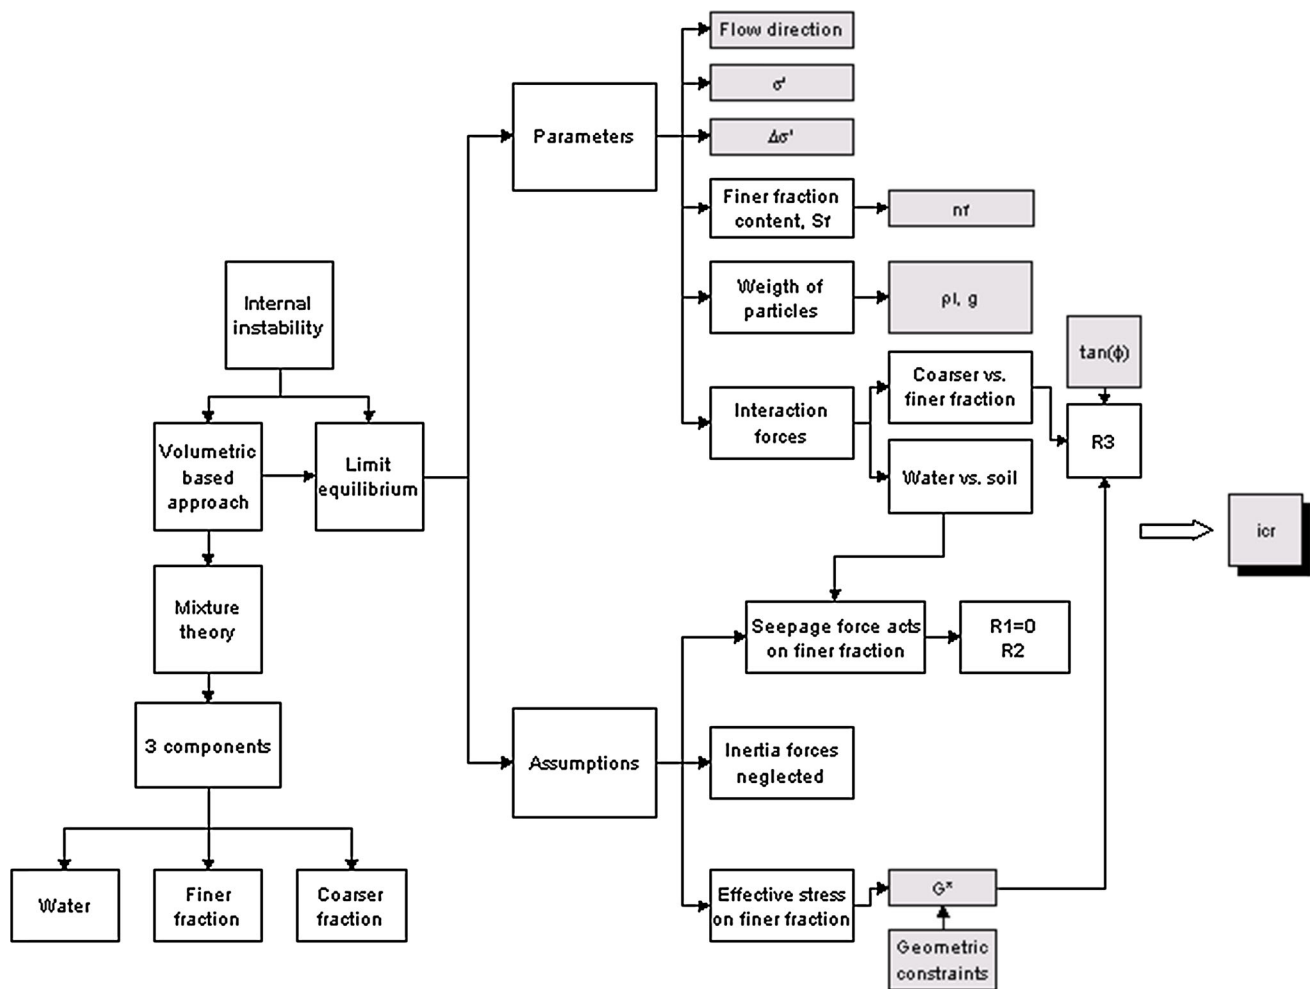 Flow direction
σ'
Δσ'
Parameters
Finer fraction
content, Sf
nf
Weigth of
particles
ρl, g
Internal
instability
tan(ϕ)
Coarser vs.
finer fraction
Interaction
forces
R3
Volumetric
based
approach
Limit
equilibrium
Water vs. soil
icr
Mixture
theory
Seepage force acts
on finer fraction
R1=0
R2
3 components
Assumptions
Inertia forces
neglected
Water
Finer
fraction
Coarser
fraction
Effective stress
on finer fraction
G*
Geometric
constraints